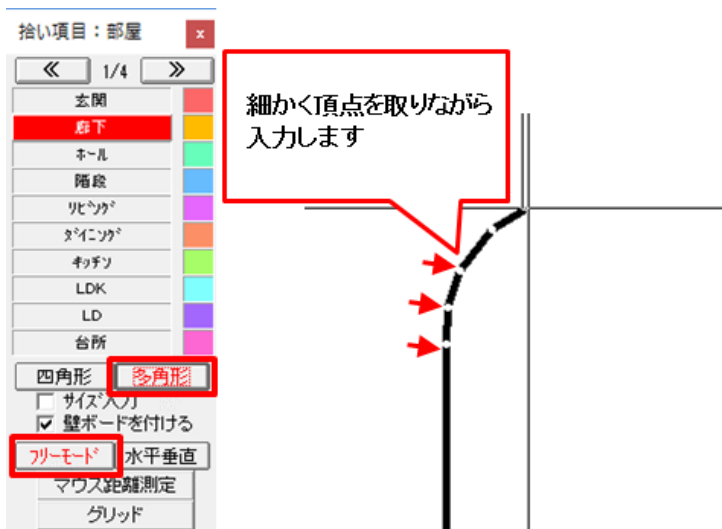 拾い項目：部屋
x
≪ 1/4 ≫
玄関
廊下
ホール
階段
ﾘﾋﾞﾝｸﾞ
ﾀﾞｲﾆﾝｸﾞ
キッチン
LDK
LD
台所
四角形 多角形
サイズ入力
壁ボードを付ける
フリーモード 水平垂直
マウス距離測定
グリッド
細かく頂点を取りながら
入力します